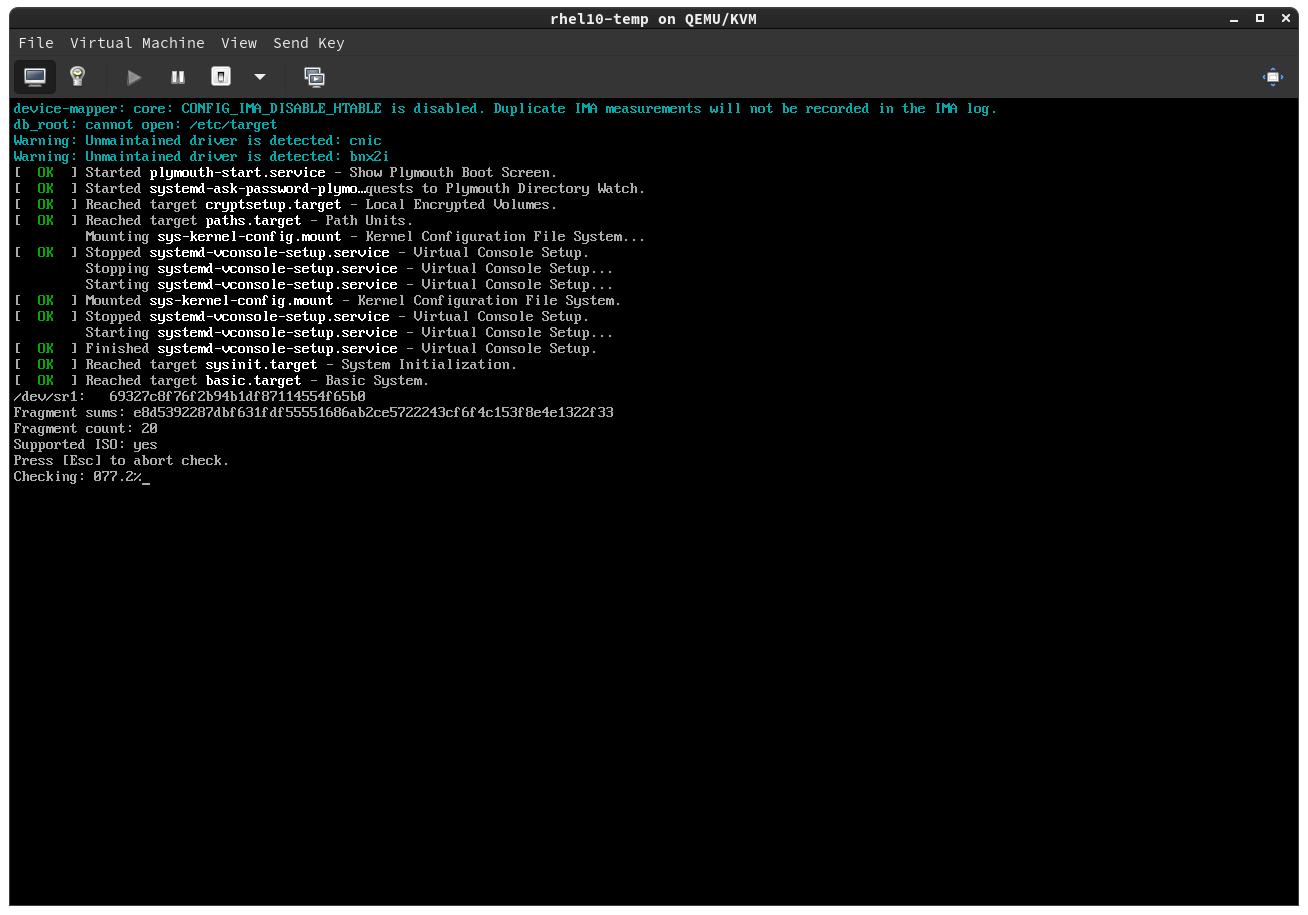 rhel10-temp on QEMU/KVM
File Virtual Machine View Send Key
device-mapper: core: CONFIG_IMA_DISABLE_HTABLE is disabled. Duplicate IMA measurements will not be recorded in the IMA log.
db_root: cannot open: /etc/target
Warning: Unmaintained driver is detected: cnic
Warning: Unmaintained driver is detected: bnx2i
[  OK  ] Started plymouth-start.service - Show Plymouth Boot Screen.
[  OK  ] Started systemd-ask-password-plymo…quests to Plymouth Directory Watch.
[  OK  ] Reached target cryptsetup.target - Local Encrypted Volumes.
[  OK  ] Reached target paths.target - Path Units.
         Mounting sys-kernel-config.mount - Kernel Configuration File System...
[  OK  ] Stopped systemd-vconsole-setup.service - Virtual Console Setup.
         Stopping systemd-vconsole-setup.service - Virtual Console Setup...
         Starting systemd-vconsole-setup.service - Virtual Console Setup...
[  OK  ] Mounted sys-kernel-config.mount - Kernel Configuration File System.
[  OK  ] Stopped systemd-vconsole-setup.service - Virtual Console Setup.
         Starting systemd-vconsole-setup.service - Virtual Console Setup...
[  OK  ] Finished systemd-vconsole-setup.service - Virtual Console Setup.
[  OK  ] Reached target sysinit.target - System Initialization.
[  OK  ] Reached target basic.target - Basic System.
/dev/sr1:   69327c8f76f2b94b1df87114554f65b0
Fragment sums: e8d5392287dbf631fdf55551686ab2ce5722243cf6f4c153f8e4e1322f33
Fragment count: 20
Supported ISO: yes
Press [Esc] to abort check.
Checking: 077.2%_